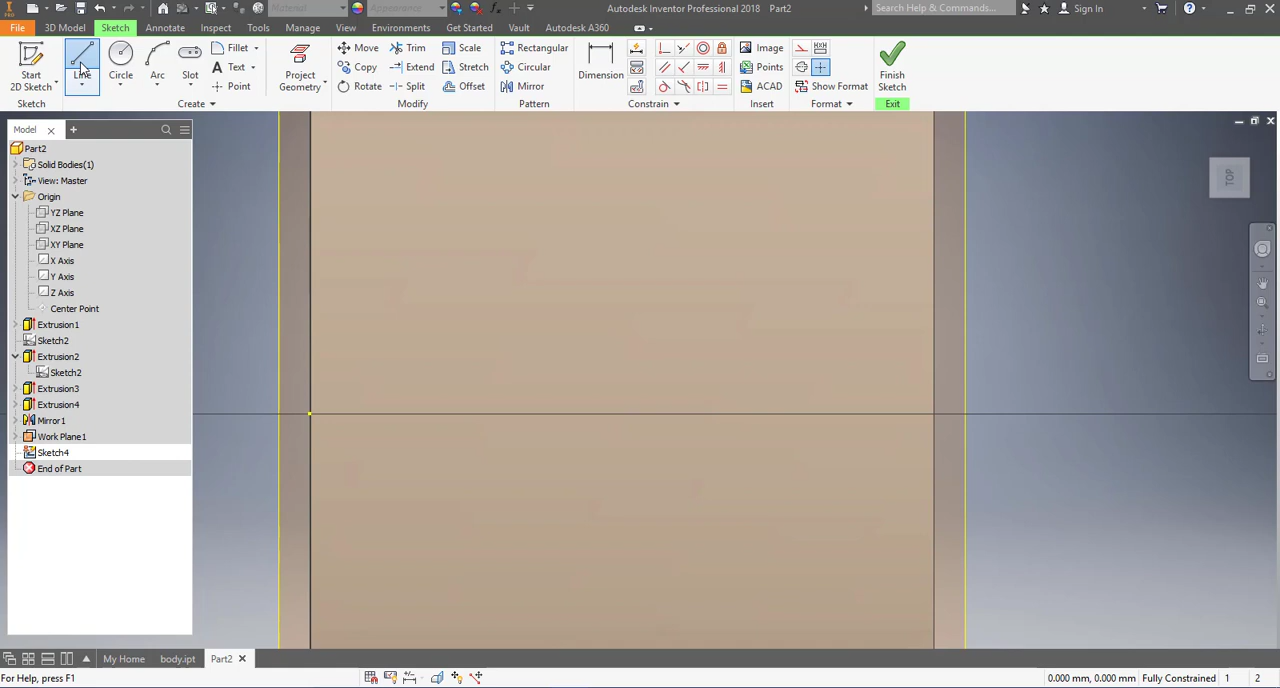 Material
Appearance
Autodesk Inventor Professional 2018 Part2
Search Help & Commands...
Sign In
PRO
File 3D Model Sketch Annotate Inspect Tools Manage View Environments Get Started Vault Autodesk A360
Start
2D Sketch
Line
Circle
Arc
Slot
Fillet
Text
Point
Project
Geometry
Move Trim Scale
Copy Extend Stretch
Rotate Split Offset
Rectangular
Circular
Mirror
Dimension
Image
Points
ACAD
Show Format
Finish
Sketch
Sketch Create Modify Pattern Constrain Insert Format Exit
Model
TOP
Part2
Solid Bodies(1)
View: Master
Origin
YZ Plane
XZ Plane
XY Plane
X Axis
Y Axis
Z Axis
Center Point
Extrusion1
Sketch2
Extrusion2
Sketch2
Extrusion3
Extrusion4
Mirror1
Work Plane1
Sketch4
End of Part
My Home body.ipt Part2
For Help, press F1
0.000 mm, 0.000 mm Fully Constrained 1 2